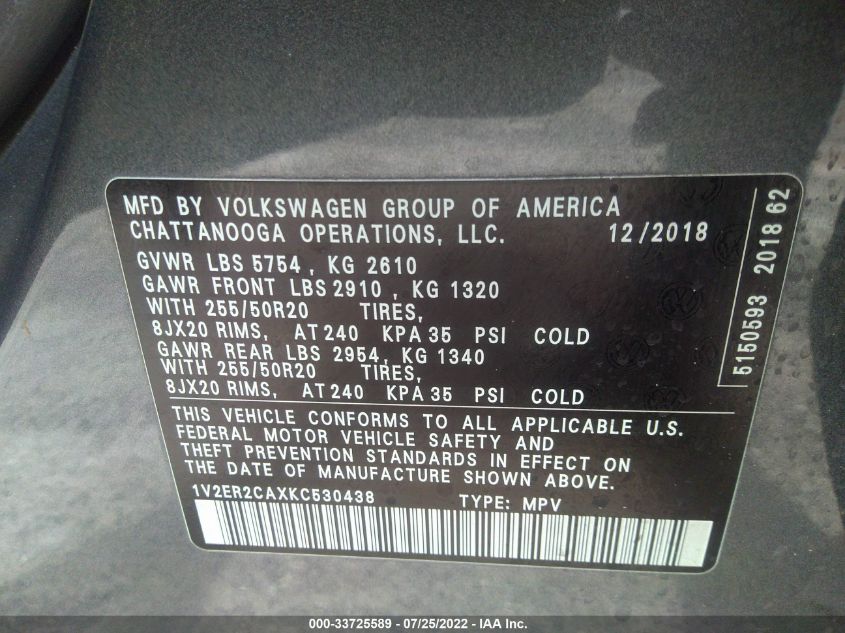 MFD BY VOLKSWAGEN GROUP OF AMERICA
CHATTANOOGA OPERATIONS, LLC. 12/2018
GVWR LBS 5754 , KG 2610
GAWR FRONT LBS 2910 , KG 1320
WITH 255/50R20 TIRES,
8JX20 RIMS, AT 240 KPA 35 PSI COLD
GAWR REAR LBS 2954, KG 1340
WITH 255/50R20 TIRES,
8JX20 RIMS, AT 240 KPA 35 PSI COLD
THIS VEHICLE CONFORMS TO ALL APPLICABLE U.S.
FEDERAL MOTOR VEHICLE SAFETY AND
THEFT PREVENTION STANDARDS IN EFFECT ON
THE DATE OF MANUFACTURE SHOWN ABOVE.
1V2ER2CAXKC530438 TYPE: MPV
5150593 2018 62
000-33725589 - 07/25/2022 - IAA Inc.